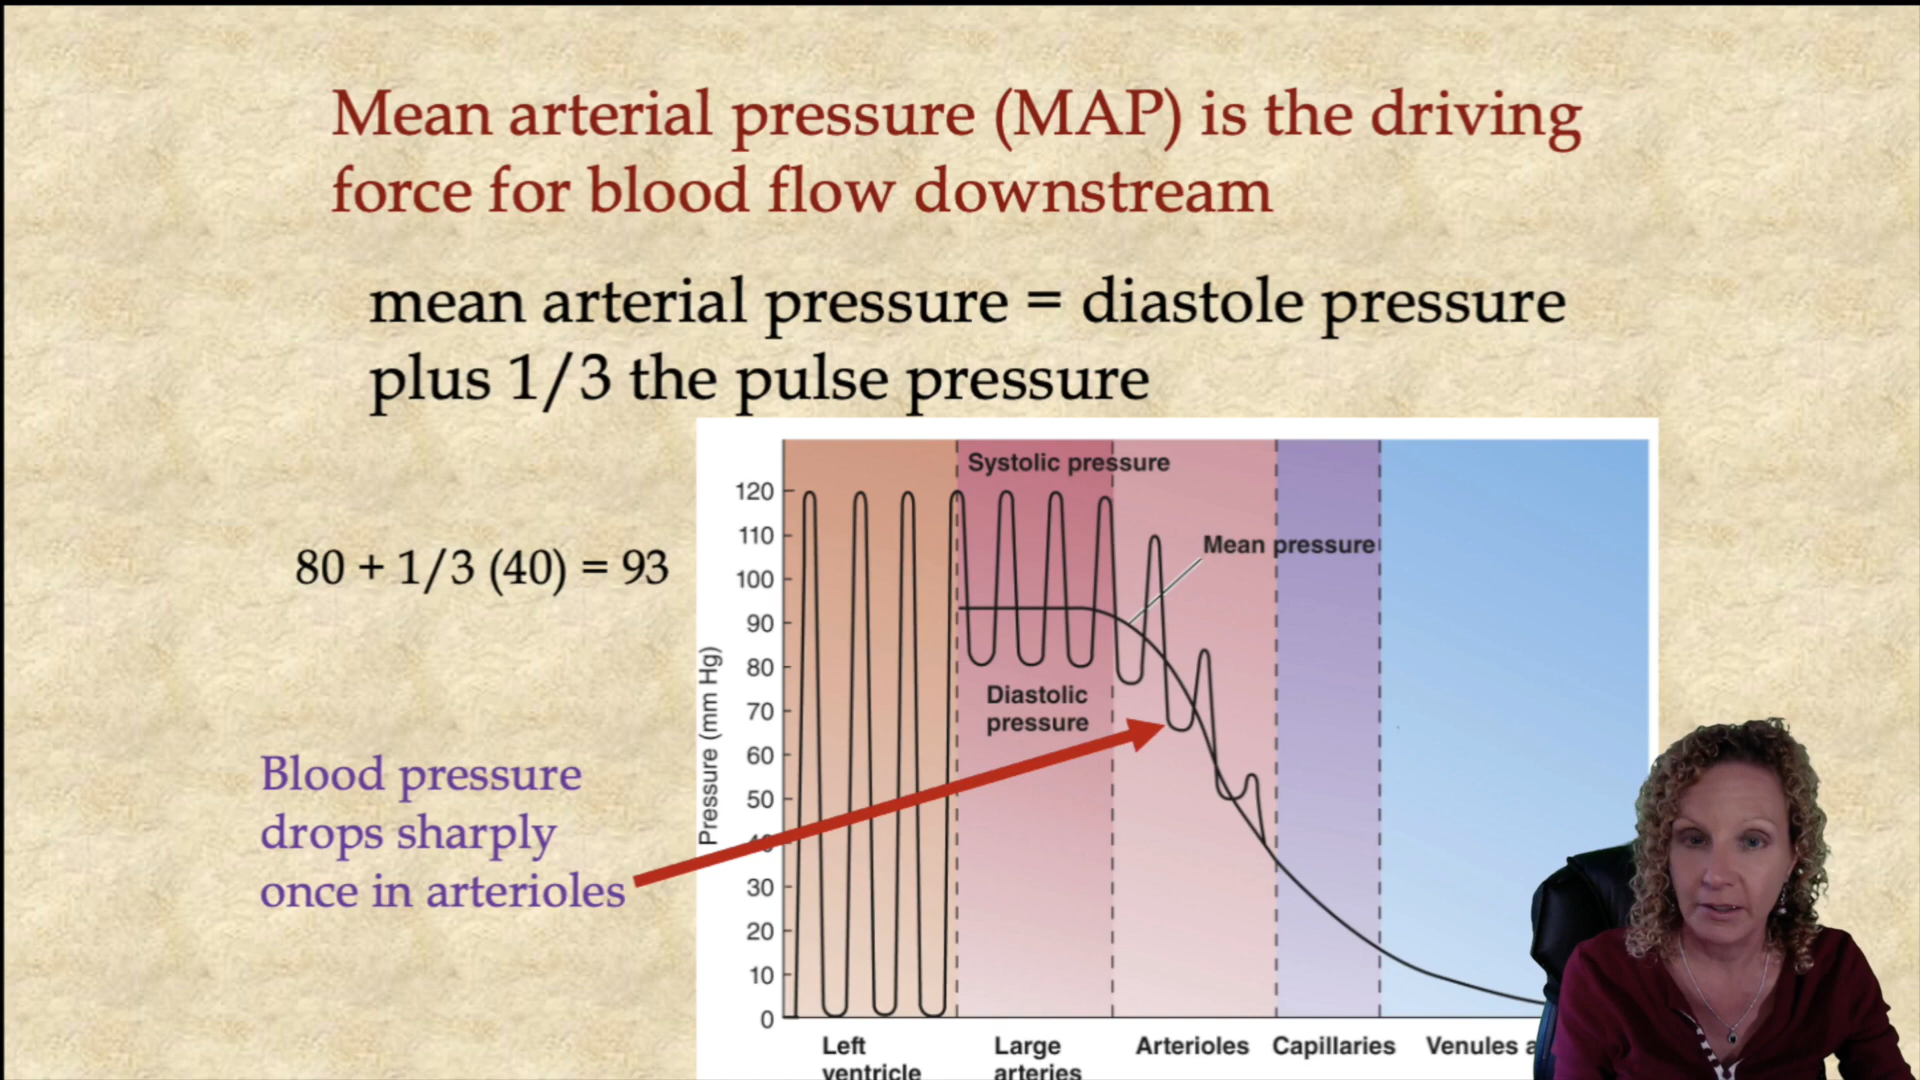 Mean arterial pressure (MAP) is the driving
force for blood flow downstream
mean arterial pressure = diastole pressure
plus 1/3 the pulse pressure
80 + 1/3 (40) = 93
Blood pressure
drops sharply
once in arterioles
Systolic pressure
Mean pressure
Diastolic
pressure
Pressure (mm Hg)
120
110
100
90
80
70
60
50
40
30
20
10
0
Left
ventricle
Large
arteries
Arterioles
Capillaries
Venules